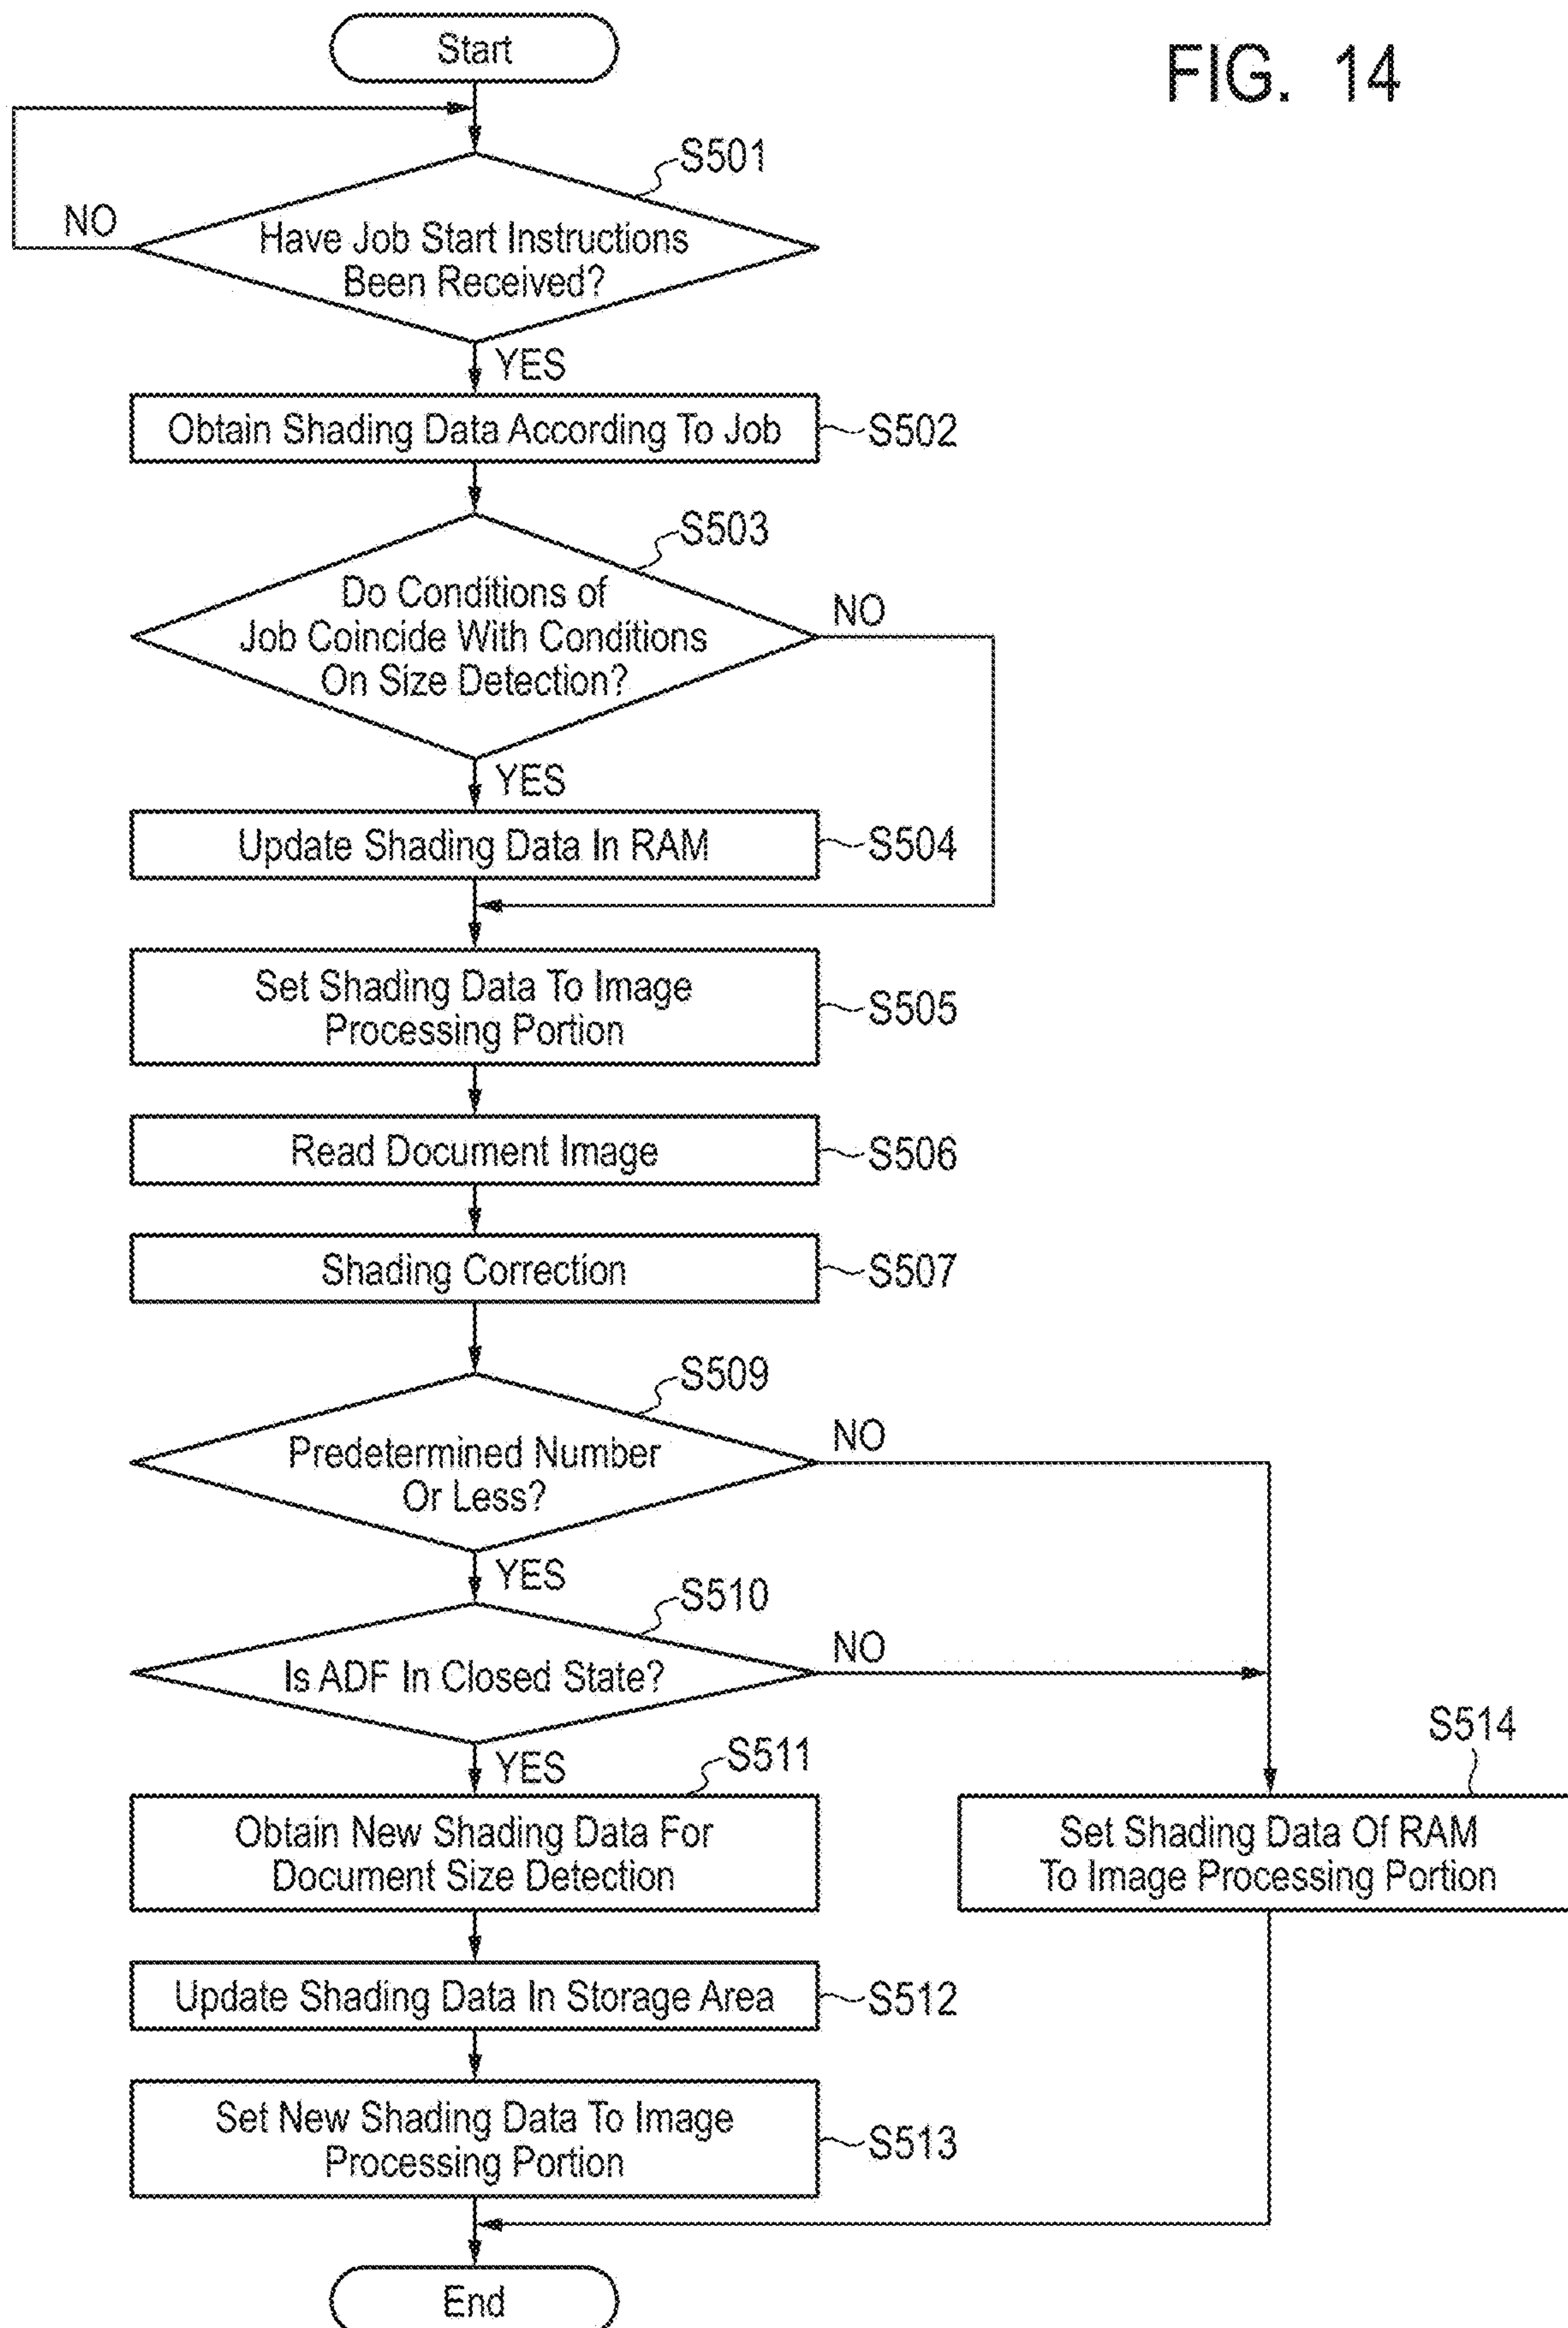 FIG. 14
Start
S501
NO
Have Job Start Instructions
Been Received?
YES
Obtain Shading Data According To Job
S502
S503
Do Conditions of
Job Coincide With Conditions
On Size Detection?
NO
YES
Update Shading Data In RAM
S504
Set Shading Data To Image
Processing Portion
S505
Read Document Image
S506
Shading Correction
S507
S509
Predetermined Number
Or Less?
NO
YES
S510
Is ADF In Closed State?
NO
YES
S511
Obtain New Shading Data For
Document Size Detection
S514
Set Shading Data Of RAM
To Image Processing Portion
Update Shading Data In Storage Area
S512
Set New Shading Data To Image
Processing Portion
S513
End